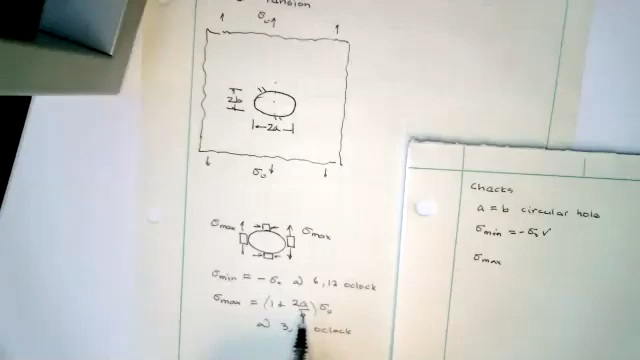 Tension
σ₀
2b
2a
σ₀
σmax
σmax
σmin = -σ₀ @ 6, 12 oclock
σmax = (1 + 2a/b) σ₀
@ 3, oclock
Checks
a = b circular hole
σmin = -σ₀ ✓
σmax